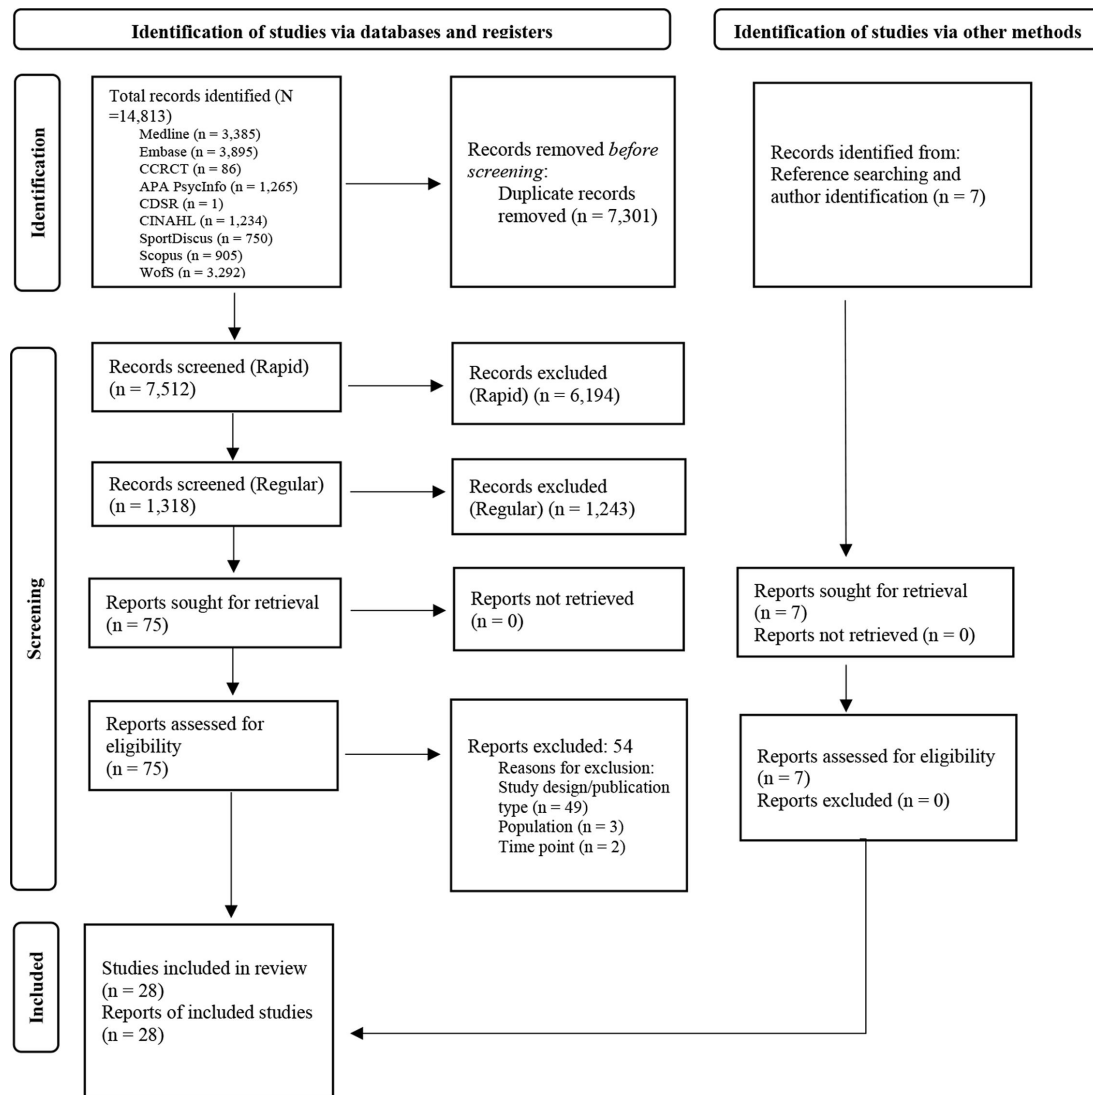 Identification of studies via databases and registers
Identification of studies via other methods
Identification
Total records identified (N
=14,813)
Medline (n = 3,385)
Embase (n = 3,895)
CCRCT (n = 86)
APA PsycInfo (n = 1,265)
CDSR (n = 1)
CINAHL (n = 1,234)
SportDiscus (n = 750)
Scopus (n = 905)
WofS (n = 3,292)
Records removed before
screening:
Duplicate records
removed (n = 7,301)
Records identified from:
Reference searching and
author identification (n = 7)
Screening
Records screened (Rapid)
(n = 7,512)
Records excluded
(Rapid) (n = 6,194)
Records screened (Regular)
(n = 1,318)
Records excluded
(Regular) (n = 1,243)
Reports sought for retrieval
(n = 75)
Reports not retrieved
(n = 0)
Reports sought for retrieval
(n = 7)
Reports not retrieved (n = 0)
Reports assessed for
eligibility
(n = 75)
Reports excluded: 54
Reasons for exclusion:
Study design/publication
type (n = 49)
Population (n = 3)
Time point (n = 2)
Reports assessed for eligibility
(n = 7)
Reports excluded (n = 0)
Included
Studies included in review
(n = 28)
Reports of included studies
(n = 28)